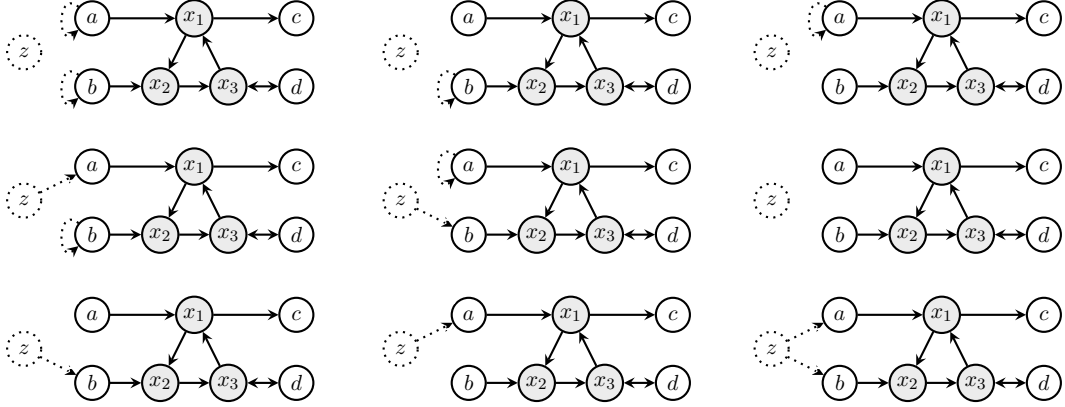 a x₁ c a x₁ c a x₁ c
z z z
b x₂ x₃ d b x₂ x₃ d b x₂ x₃ d
a x₁ c a x₁ c a x₁ c
z z z
b x₂ x₃ d b x₂ x₃ d b x₂ x₃ d
a x₁ c a x₁ c a x₁ c
z z z
b x₂ x₃ d b x₂ x₃ d b x₂ x₃ d